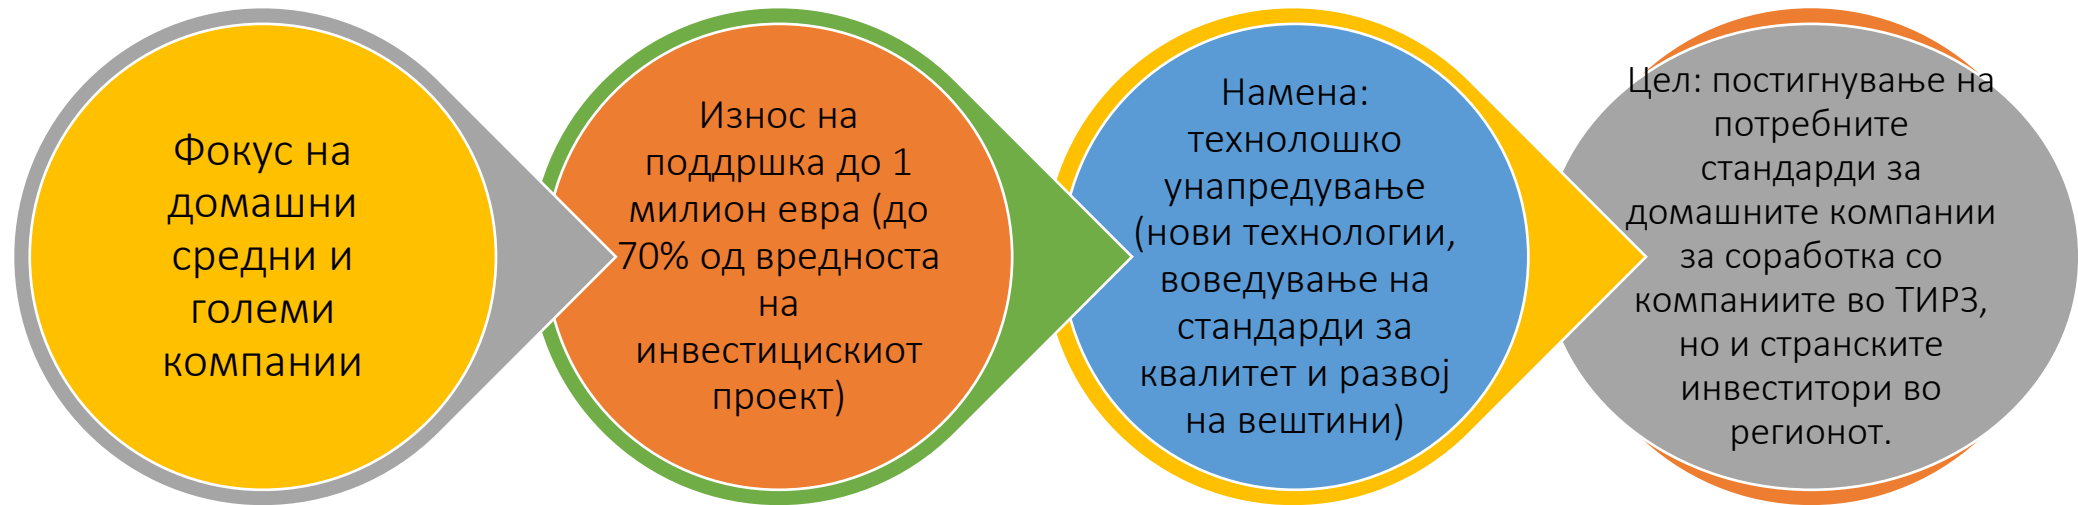 Фокус на
домашни
средни и
големи
компании
Износ на
поддршка до 1
милион евра (до
70% од вредноста
на
инвестицискиот
проект)
Намена:
технолошко
унапредување
(нови технологии,
воведување на
стандарди за
квалитет и развој
на вештини)
Цел: постигнување на
потребните
стандарди за
домашните компании
за соработка со
компаниите во ТИРЗ,
но и странските
инвеститори во
регионот.